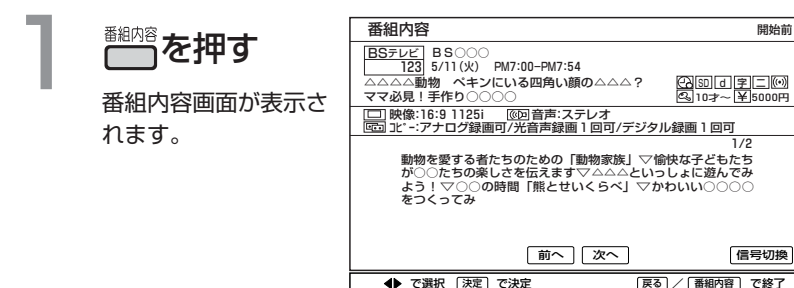 1
番組内容
を押す
番組内容画面が表示さ
れます。
番組内容 開始前
BSテレビ BS○○○
123 5/11(火) PM7:00-PM7:54
△△△△動物 ペキンにいる四角い顔の△△△？ SD d 字 二
ママ必見！手作り○○○○ 10才〜 ¥5000円
映像:16:9 1125i 音声:ステレオ
コピー:アナログ録画可/光音声録画1回可/デジタル録画1回可
1/2
動物を愛する者たちのための「動物家族」▽愉快な子どもたち
が○○たちの楽しさを伝えます▽△△△といっしょに遊んでみ
よう！▽○○の時間「熊とせいくらべ」▽かわいい○○○○
をつくってみ
前へ 次へ 信号切換
◀▶ で選択 決定 で決定 戻る ／ 番組内容 で終了